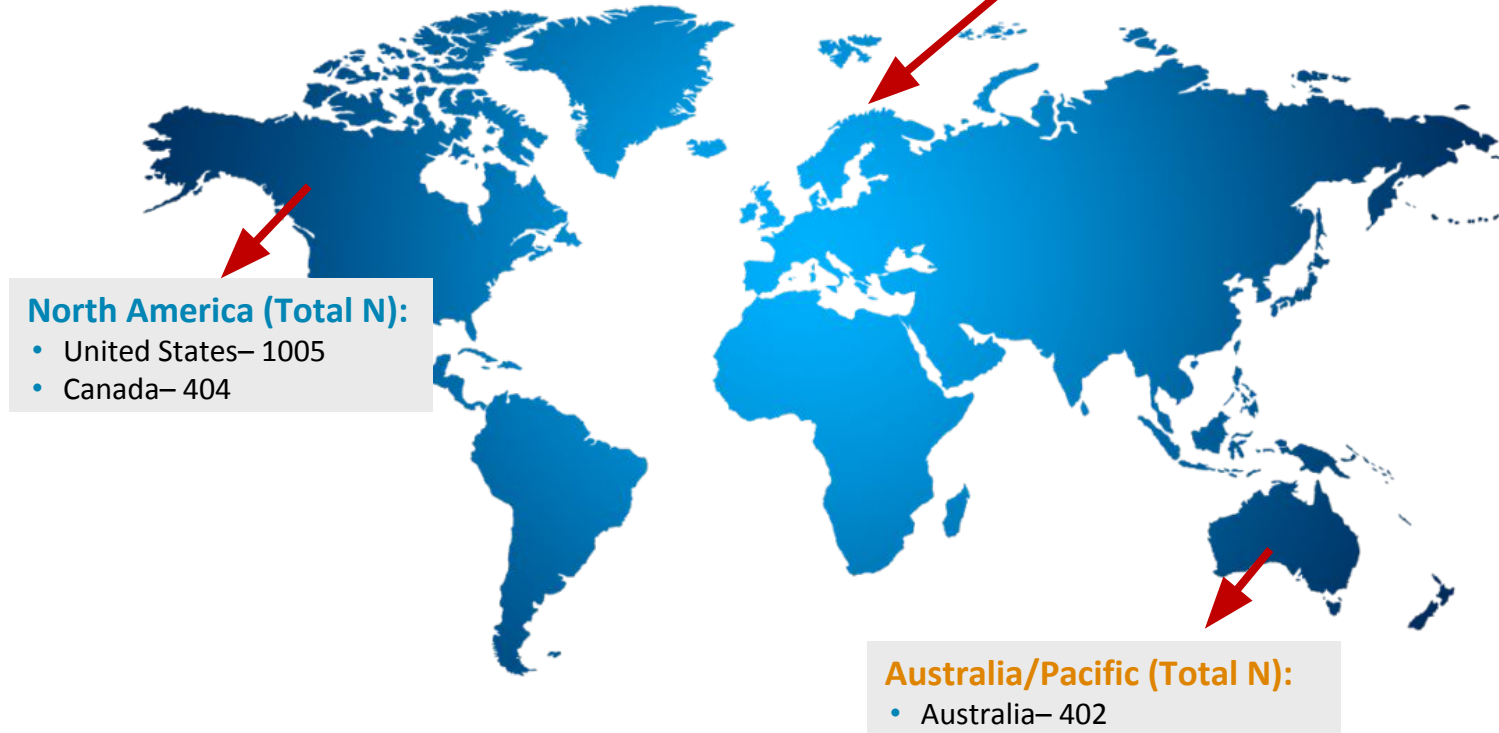 North America (Total N):
• United States– 1005
• Canada– 404
Australia/Pacific (Total N):
• Australia– 402